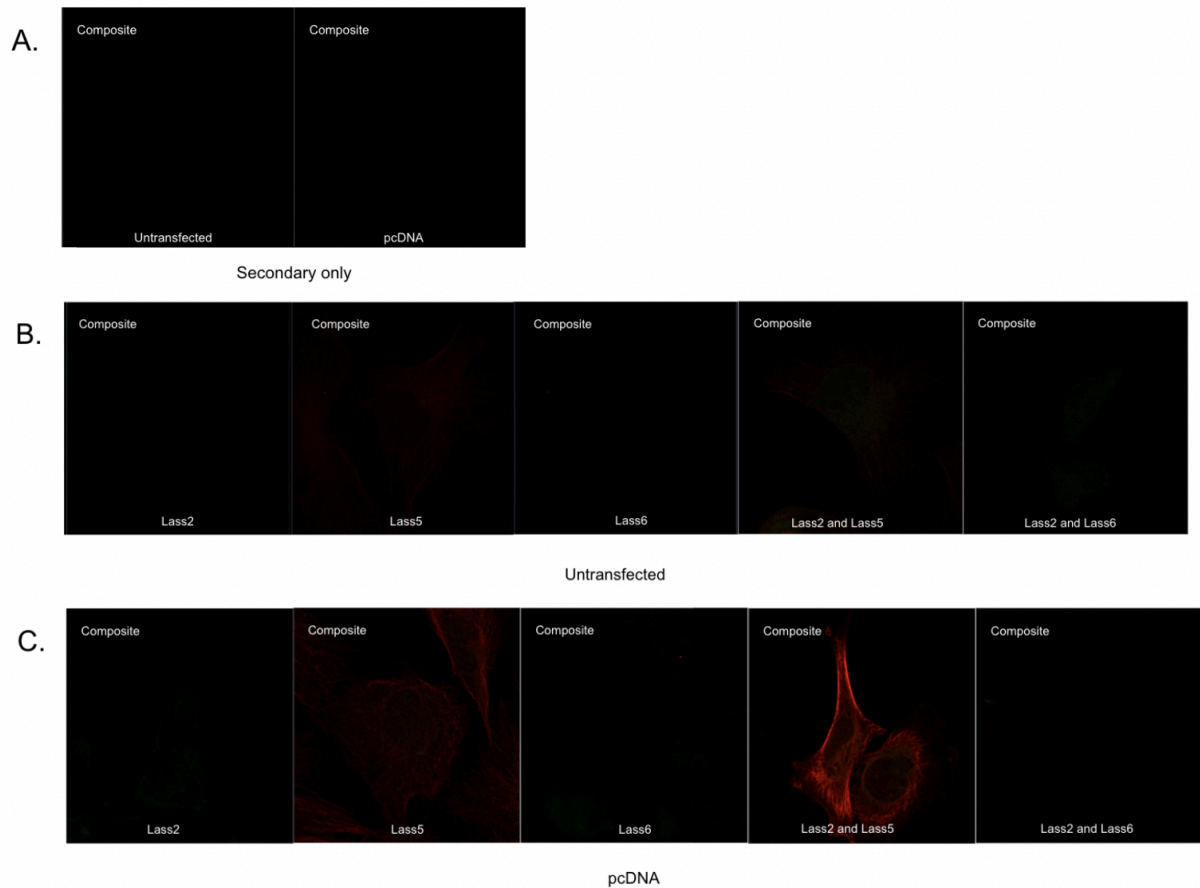 A.
Composite
Composite
Untransfected
pcDNA
Secondary only
B.
Composite
Composite
Composite
Composite
Composite
Lass2
Lass5
Lass6
Lass2 and Lass5
Lass2 and Lass6
Untransfected
C.
Composite
Composite
Composite
Composite
Composite
Lass2
Lass5
Lass6
Lass2 and Lass5
Lass2 and Lass6
pcDNA